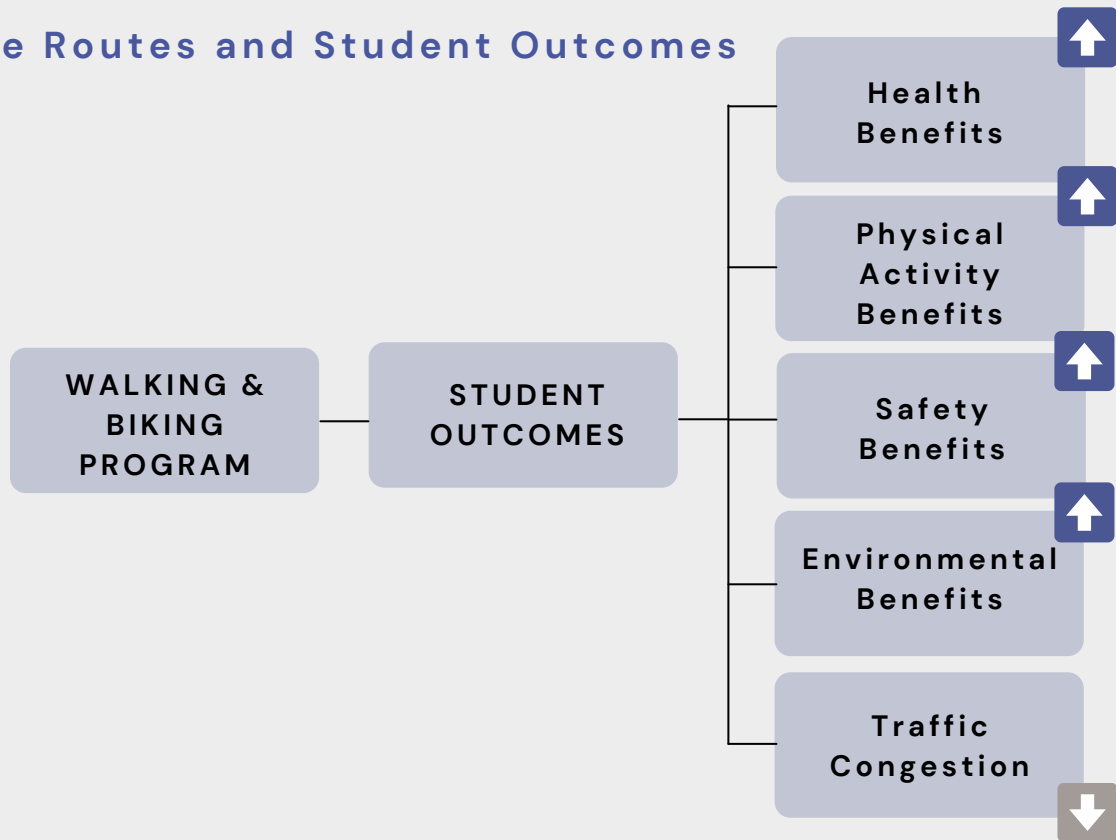 e Routes and Student Outcomes
Health
Benefits
Physical
Activity
Benefits
WALKING &
BIKING
PROGRAM
STUDENT
OUTCOMES
Safety
Benefits
Environmental
Benefits
Traffic
Congestion